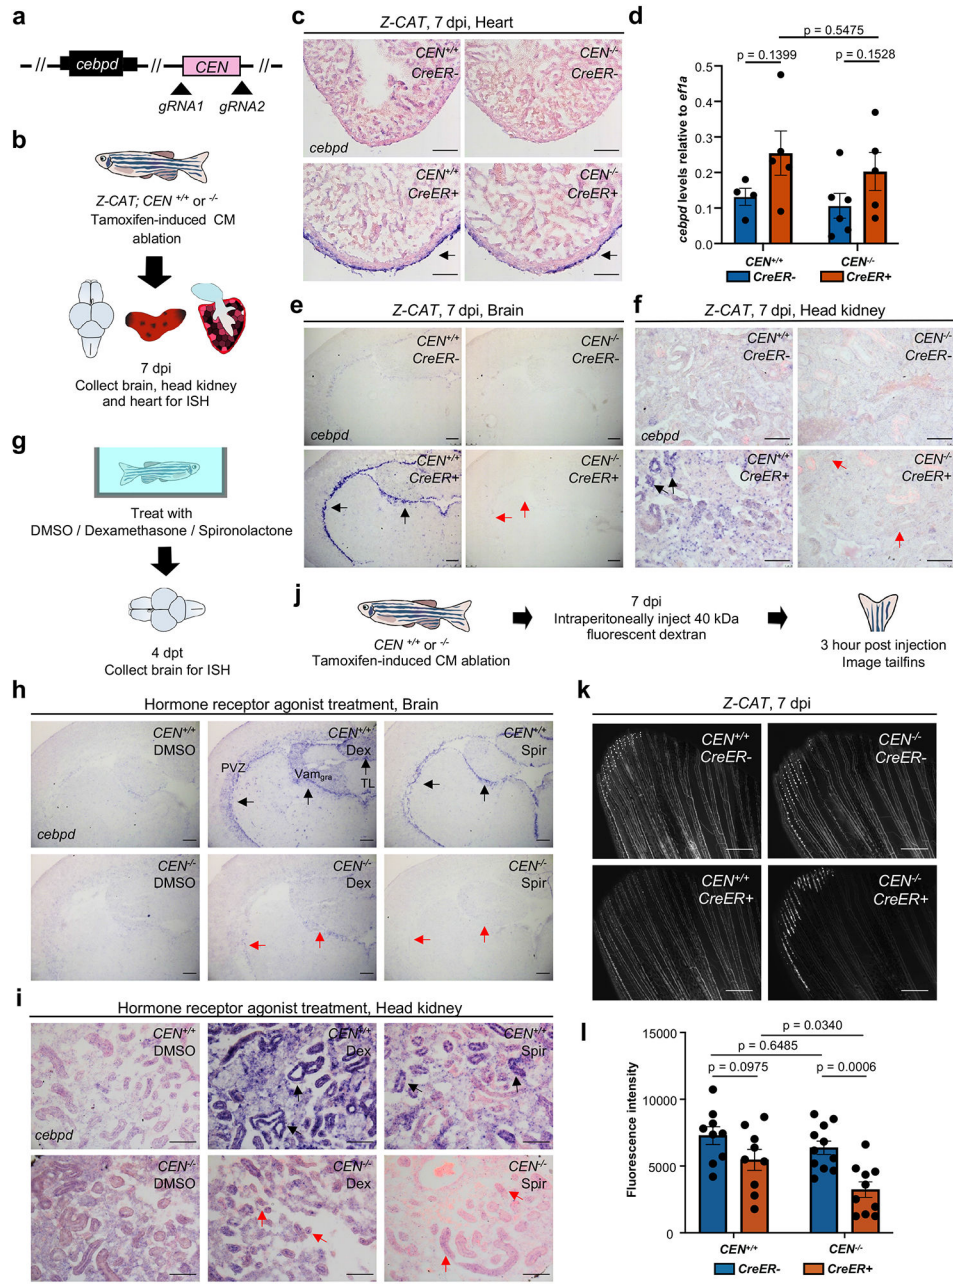 a
//
cebpd
//
CEN
//
gRNA1
gRNA2
b
Z-CAT; CEN +/+ or -/-
Tamoxifen-induced CM
ablation
7 dpi
Collect brain, head kidney
and heart for ISH
c
Z-CAT, 7 dpi, Heart
CEN+/+
CreER-
cebpd
CEN-/-
CreER-
CEN+/+
CreER+
CEN-/-
CreER+
d
p = 0.5475
p = 0.1399
p = 0.1528
cebpd levels relative to ef1a
0.5
0.4
0.3
0.2
0.1
0.0
CEN+/+
CEN-/-
CreER-
CreER+
e
Z-CAT, 7 dpi, Brain
CEN+/+
CreER-
cebpd
CEN-/-
CreER-
CEN+/+
CreER+
CEN-/-
CreER+
f
Z-CAT, 7 dpi, Head kidney
CEN+/+
CreER-
cebpd
CEN-/-
CreER-
CEN+/+
CreER+
CEN-/-
CreER+
g
Treat with
DMSO / Dexamethasone / Spironolactone
4 dpt
Collect brain for ISH
j
CEN +/+ or -/-
Tamoxifen-induced CM ablation
7 dpi
Intraperitoneally inject 40 kDa
fluorescent dextran
3 hour post injection
Image tailfins
h
Hormone receptor agonist treatment, Brain
CEN+/+
DMSO
cebpd
CEN+/+
Dex
PVZ
Vamgra
TL
CEN+/+
Spir
CEN-/-
DMSO
CEN-/-
Dex
CEN-/-
Spir
i
Hormone receptor agonist treatment, Head kidney
CEN+/+
DMSO
cebpd
CEN+/+
Dex
CEN+/+
Spir
CEN-/-
DMSO
CEN-/-
Dex
CEN-/-
Spir
k
Z-CAT, 7 dpi
CEN+/+
CreER-
CEN-/-
CreER-
CEN+/+
CreER+
CEN-/-
CreER+
l
p = 0.0340
p = 0.6485
p = 0.0975
p = 0.0006
Fluorescence intensity
15000
10000
5000
0
CEN+/+
CEN-/-
CreER-
CreER+